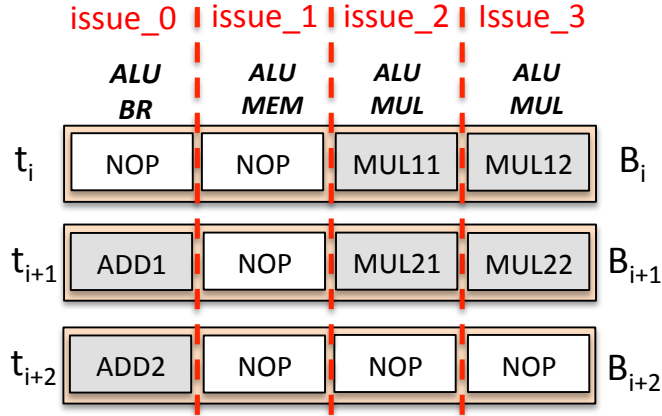 issue_0 issue_1 issue_2 Issue_3
ALU ALU ALU ALU
BR MEM MUL MUL
ti NOP NOP MUL11 MUL12 Bi
ti+1 ADD1 NOP MUL21 MUL22 Bi+1
ti+2 ADD2 NOP NOP NOP Bi+2